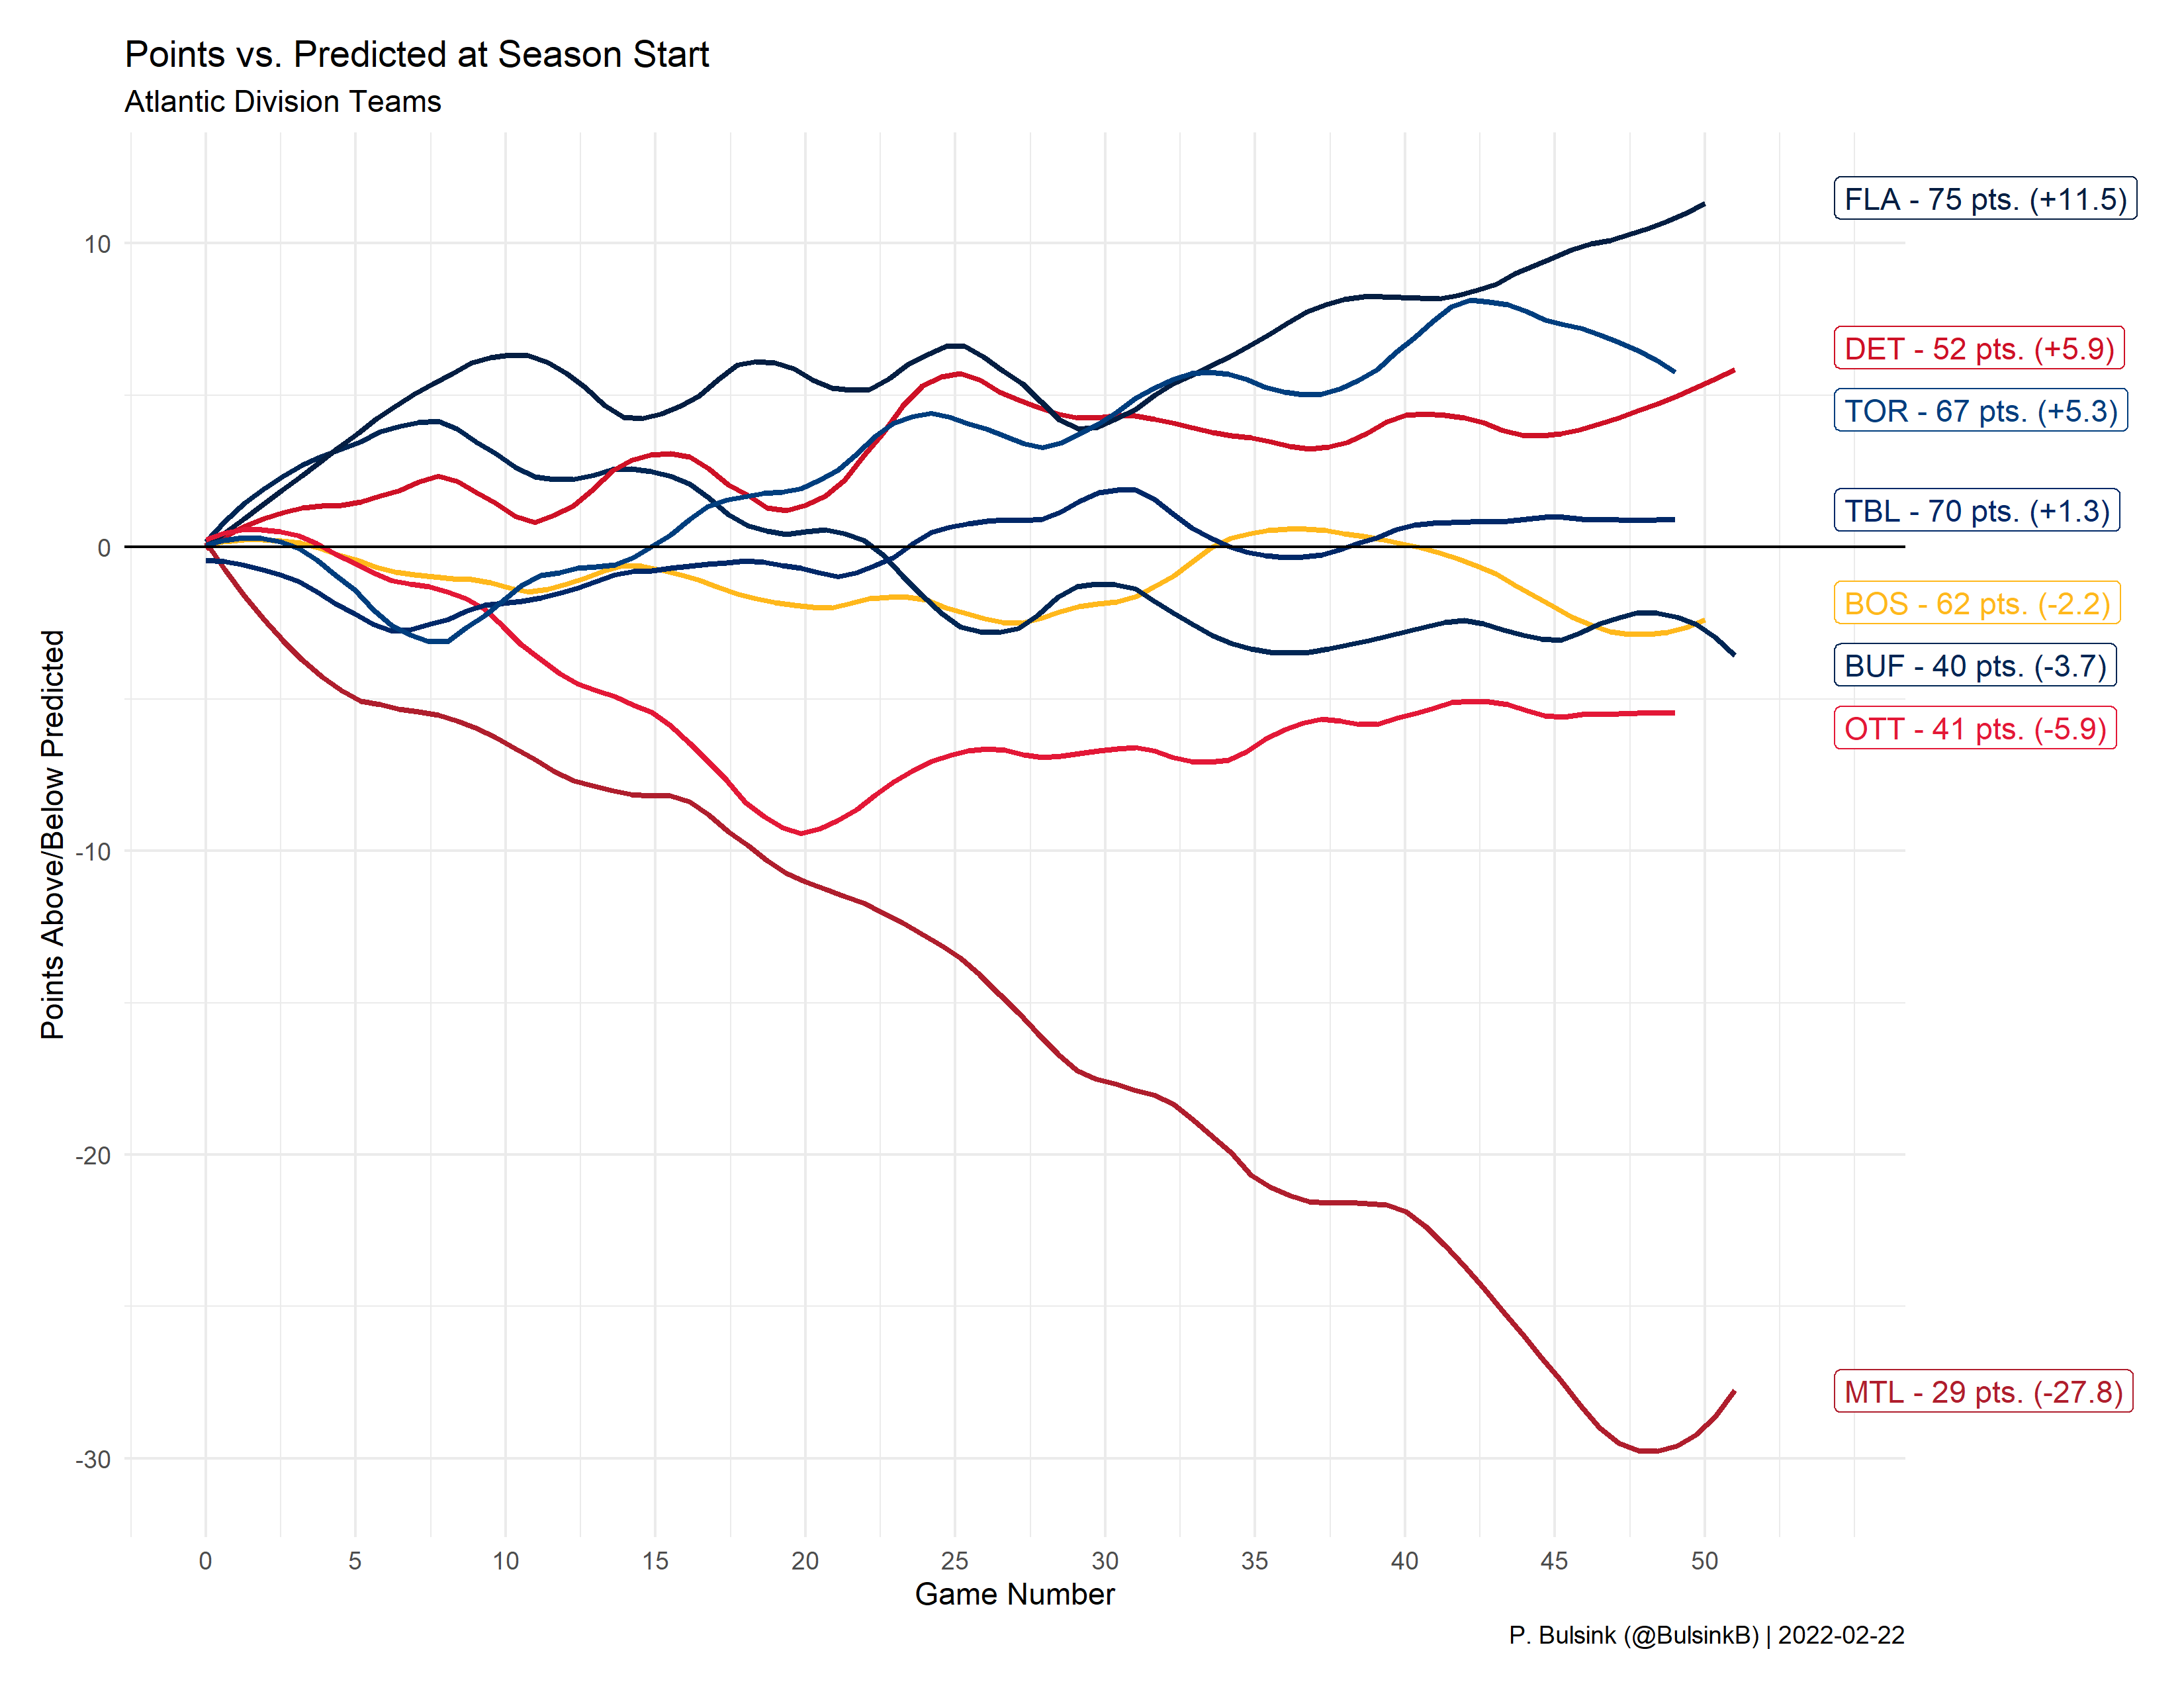 Points vs. Predicted at Season Start
Atlantic Division Teams
Points Above/Below Predicted
10
0
-10
-20
-30
FLA - 75 pts. (+11.5)
DET - 52 pts. (+5.9)
TOR - 67 pts. (+5.3)
TBL - 70 pts. (+1.3)
BOS - 62 pts. (-2.2)
BUF - 40 pts. (-3.7)
OTT - 41 pts. (-5.9)
MTL - 29 pts. (-27.8)
0 5 10 15 20 25 30 35 40 45 50
Game Number
P. Bulsink (@BulsinkB) | 2022-02-22